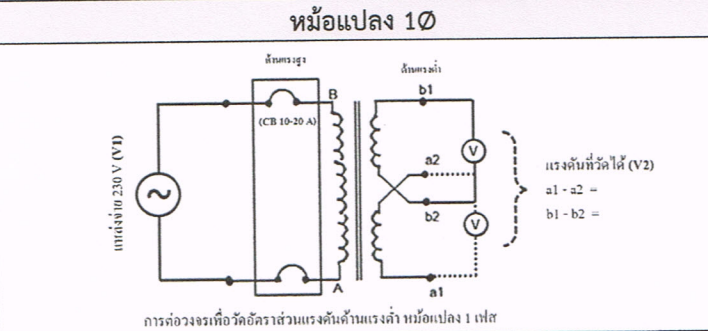 หม้อแปลง 1Ø
ด้านแรงสูง
ด้านแรงต่ำ
B
b1
(CB 10-20 A)
V
a2
แหล่งจ่าย 230 V (V1)
~
แรงดันที่วัดได้ (V2)
a1 - a2 =
b1 - b2 =
b2
V
A
a1
การต่อวงจรเพื่อวัดอัตราส่วนแรงดันด้านแรงต่ำ หม้อแปลง 1 เฟส